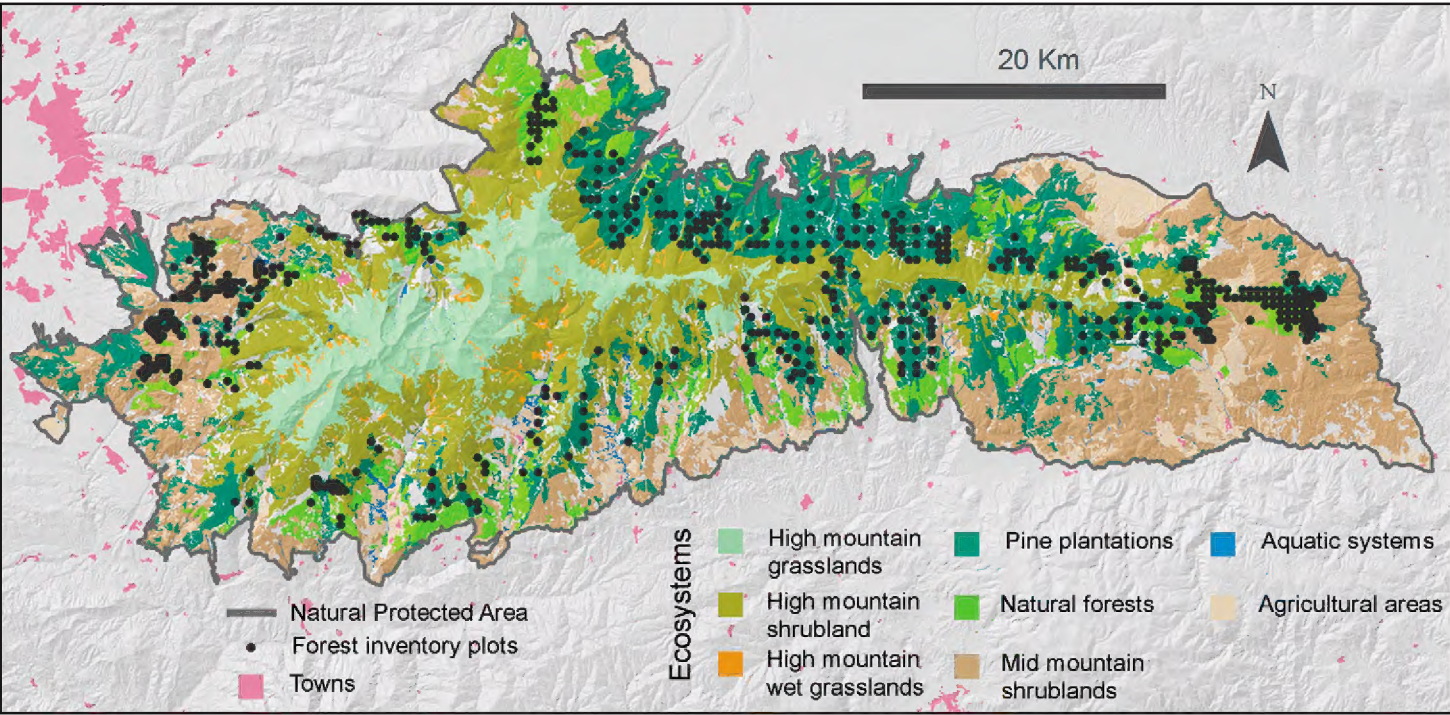 20 Km
N
Natural Protected Area
Forest inventory plots
Towns
Ecosystems
High mountain
grasslands
High mountain
shrubland
High mountain
wet grasslands
Pine plantations
Natural forests
Mid mountain
shrublands
Aquatic systems
Agricultural areas